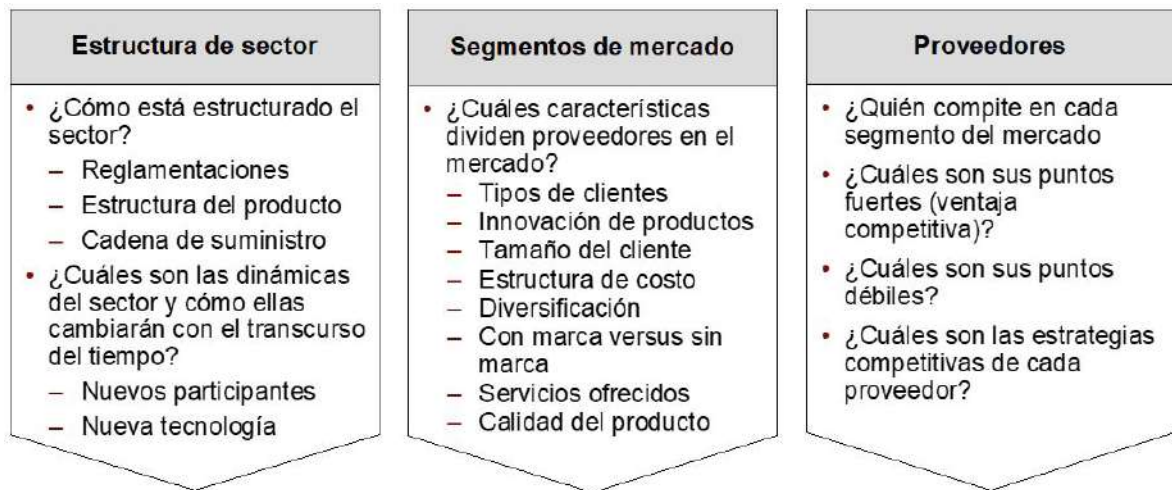 Estructura de sector
• ¿Cómo está estructurado el
sector?
– Reglamentaciones
– Estructura del producto
– Cadena de suministro
• ¿Cuáles son las dinámicas
del sector y cómo ellas
cambiarán con el transcurso
del tiempo?
– Nuevos participantes
– Nueva tecnología
Segmentos de mercado
• ¿Cuáles características
dividen proveedores en el
mercado?
– Tipos de clientes
– Innovación de productos
– Tamaño del cliente
– Estructura de costo
– Diversificación
– Con marca versus sin
marca
– Servicios ofrecidos
– Calidad del producto
Proveedores
• ¿Quién compite en cada
segmento del mercado
• ¿Cuáles son sus puntos
fuertes (ventaja
competitiva)?
• ¿Cuáles son sus puntos
débiles?
• ¿Cuáles son las estrategias
competitivas de cada
proveedor?